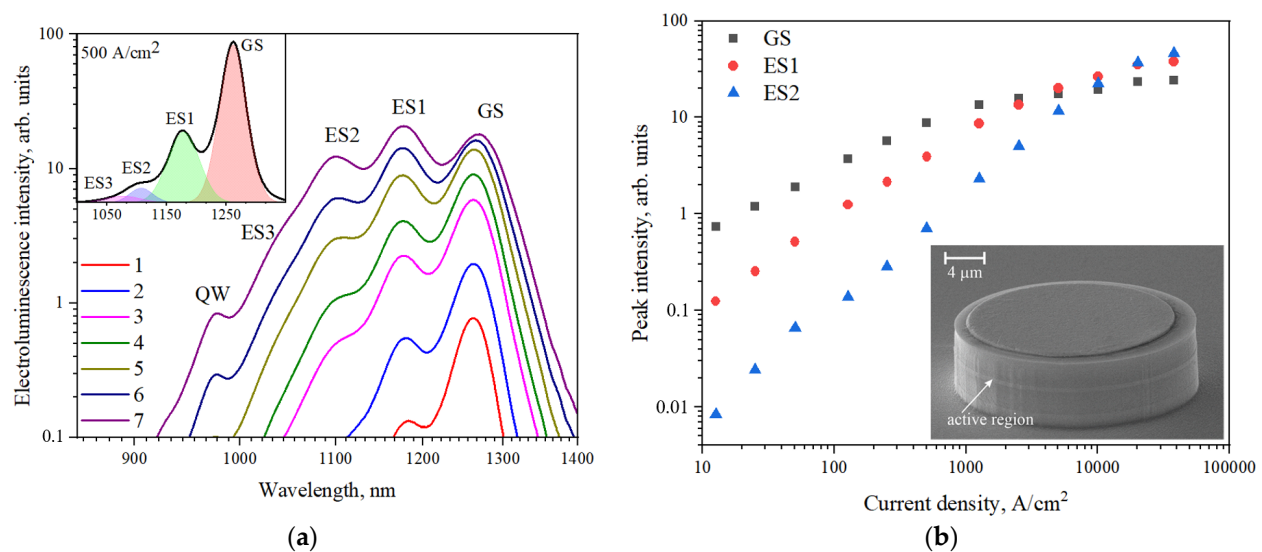 Electroluminescence intensity, arb. units
100
10
1
0.1
500 A/cm²
GS
ES1
ES2
ES3
1050 1150 1250
ES3
QW
ES2
ES1
GS
1
2
3
4
5
6
7
900 1000 1100 1200 1300 1400
Wavelength, nm
(a)
Peak intensity, arb. units
100
10
1
0.1
0.01
GS
ES1
ES2
4 μm
active region
10 100 1000 10000 100000
Current density, A/cm²
(b)